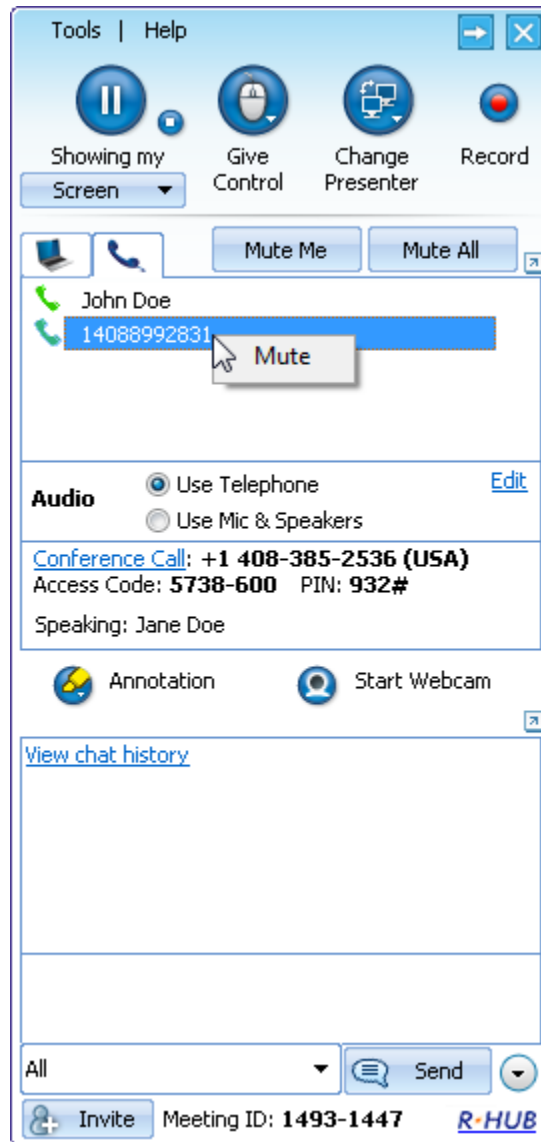 Tools | Help
Showing my Give Change Record
Screen Control Presenter
Mute Me Mute All
John Doe
14088992831
Mute
Audio Use Telephone Edit
Use Mic & Speakers
Conference Call: +1 408-385-2536 (USA)
Access Code: 5738-600 PIN: 932#
Speaking: Jane Doe
Annotation Start Webcam
View chat history
All Send
Invite Meeting ID: 1493-1447 R·HUB